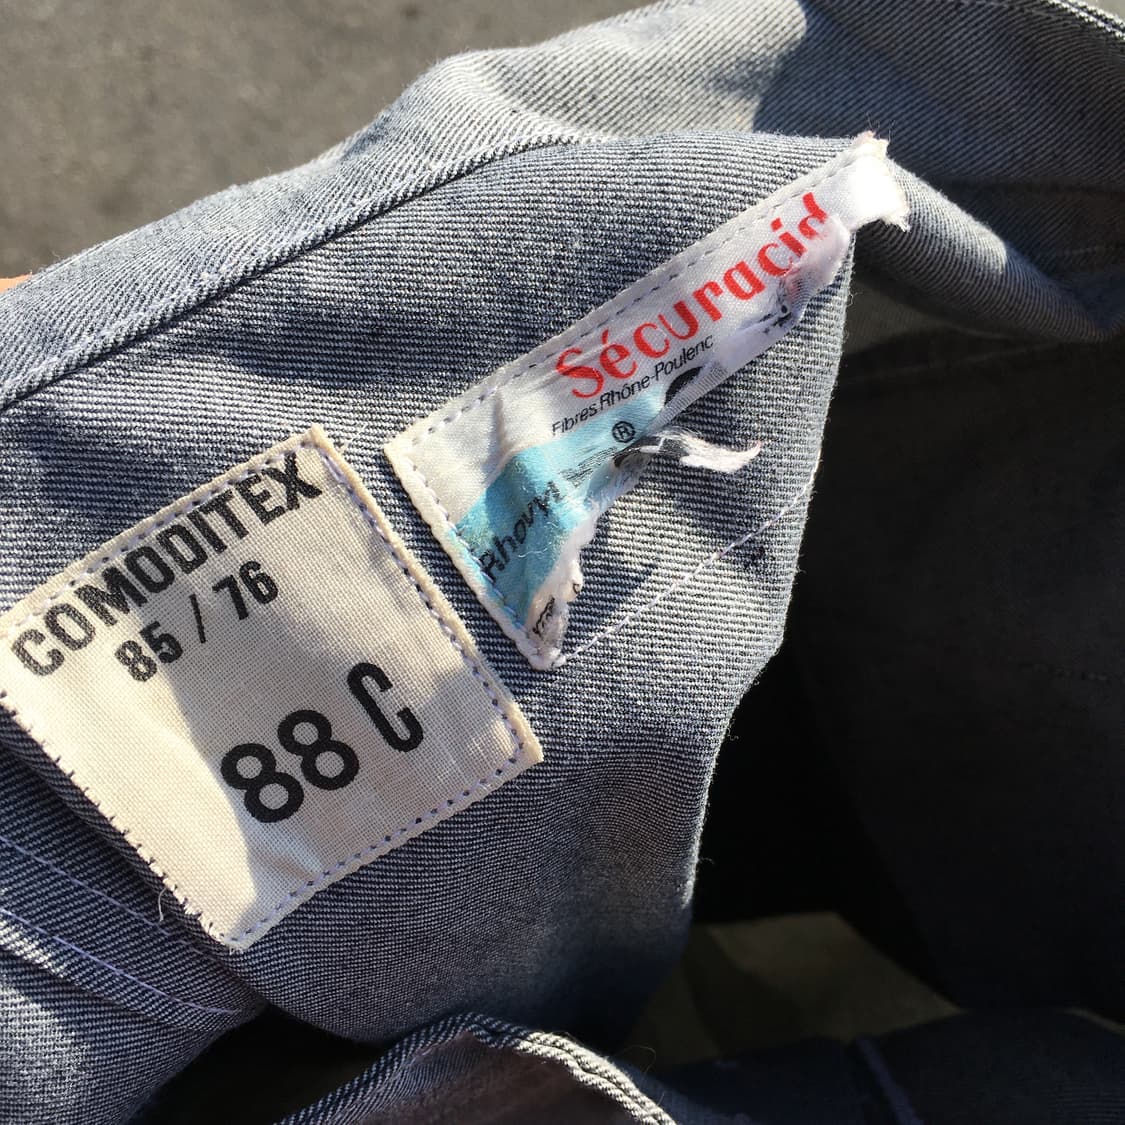 COMODITEX
85 / 76
88 C
Sécuracid
Fibres Rhône-Poulenc
®
Rhovyl